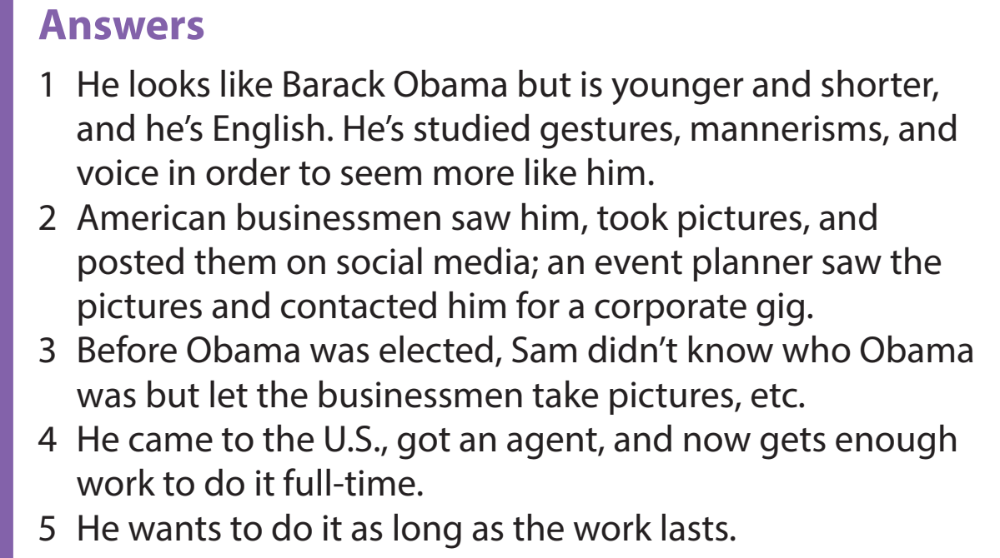 Answers
1 He looks like Barack Obama but is younger and shorter,
and he’s English. He’s studied gestures, mannerisms, and
voice in order to seem more like him.
2 American businessmen saw him, took pictures, and
posted them on social media; an event planner saw the
pictures and contacted him for a corporate gig.
3 Before Obama was elected, Sam didn’t know who Obama
was but let the businessmen take pictures, etc.
4 He came to the U.S., got an agent, and now gets enough
work to do it full-time.
5 He wants to do it as long as the work lasts.